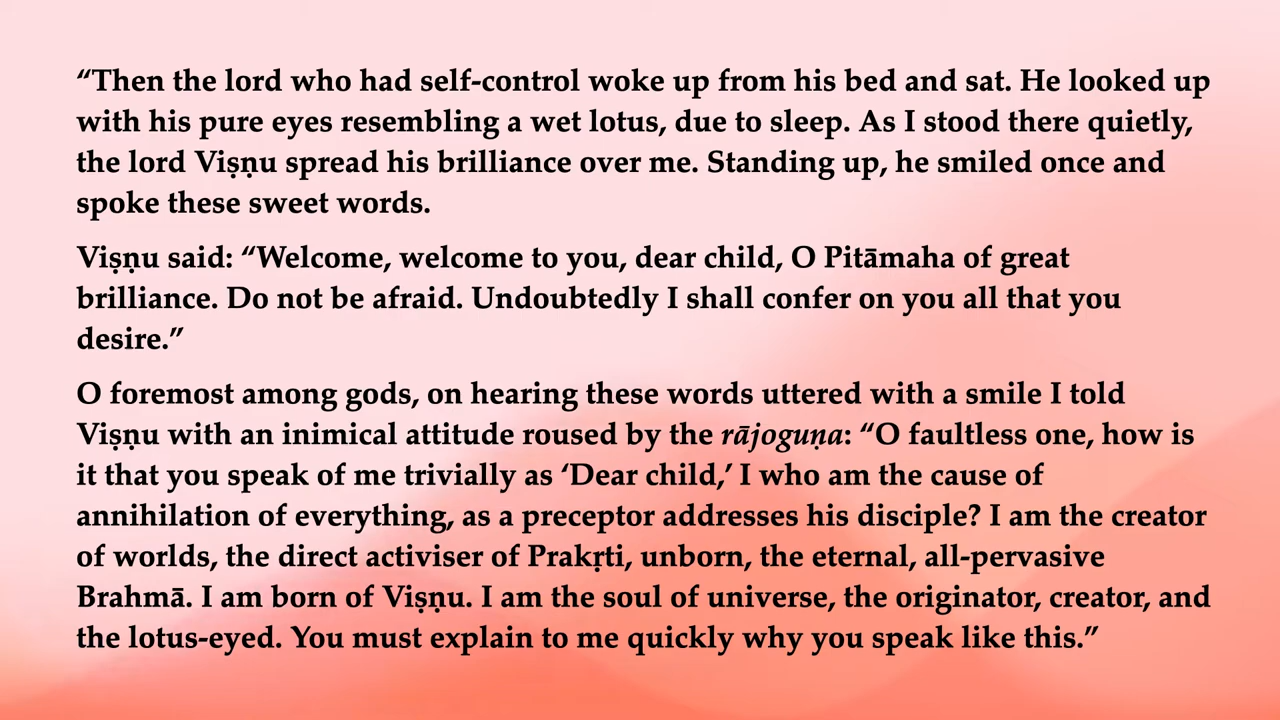 “Then the lord who had self-control woke up from his bed and sat. He looked up
with his pure eyes resembling a wet lotus, due to sleep. As I stood there quietly,
the lord Viṣṇu spread his brilliance over me. Standing up, he smiled once and
spoke these sweet words.
Viṣṇu said: “Welcome, welcome to you, dear child, O Pitāmaha of great
brilliance. Do not be afraid. Undoubtedly I shall confer on you all that you
desire.”
O foremost among gods, on hearing these words uttered with a smile I told
Viṣṇu with an inimical attitude roused by the rājoguṇa: “O faultless one, how is
it that you speak of me trivially as ‘Dear child,’ I who am the cause of
annihilation of everything, as a preceptor addresses his disciple? I am the creator
of worlds, the direct activiser of Prakṛti, unborn, the eternal, all-pervasive
Brahmā. I am born of Viṣṇu. I am the soul of universe, the originator, creator, and
the lotus-eyed. You must explain to me quickly why you speak like this.”